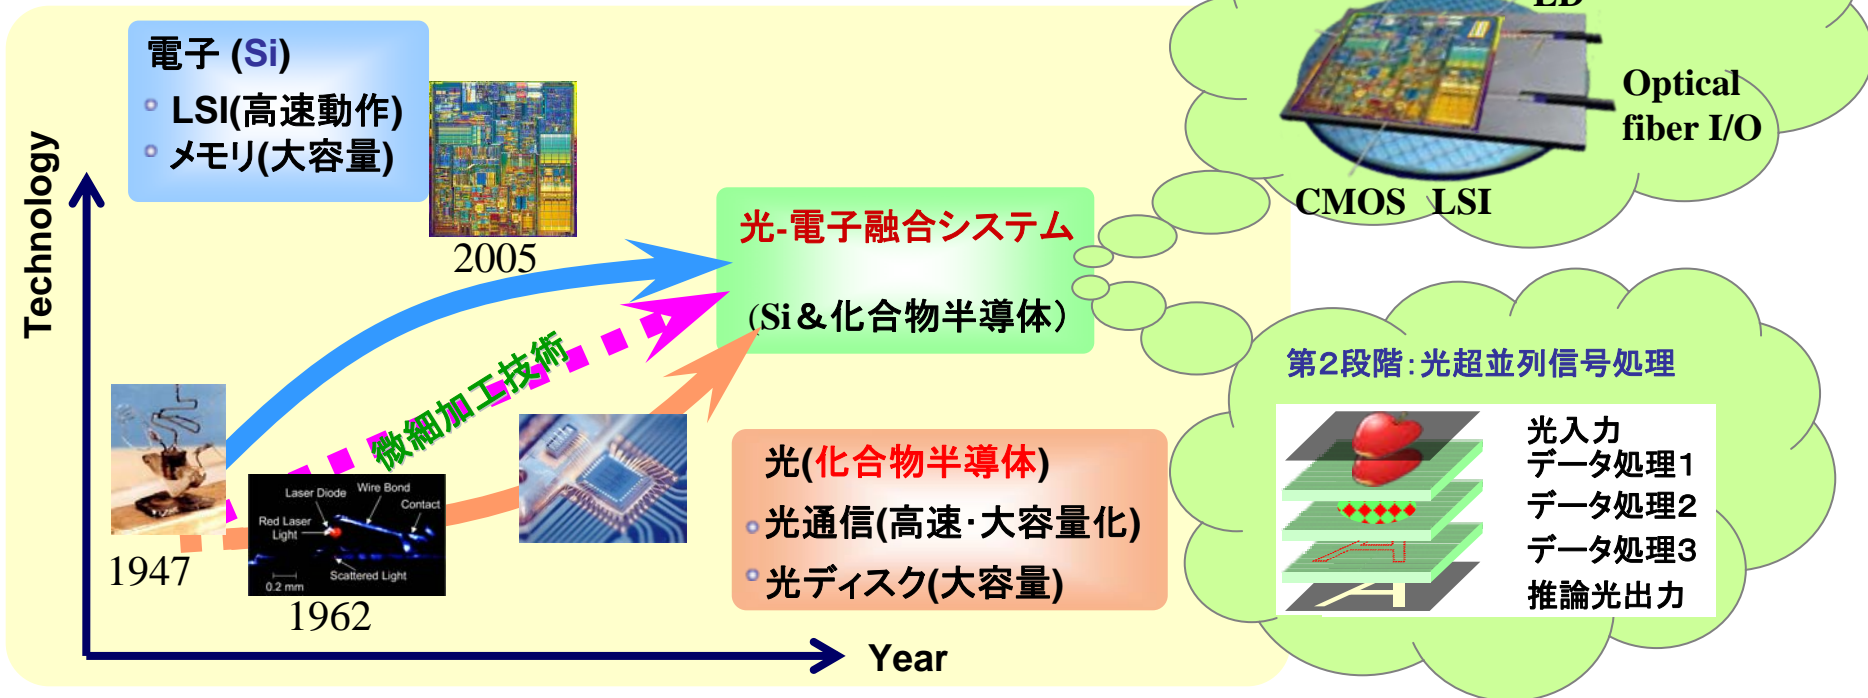 電子 (Si)
LSI(高速動作)
メモリ(大容量)
2005
Technology
光-電子融合システム
(Si＆化合物半導体)
微細加工技術
1947
Laser Diode
Wire Bond
Contact
Red Laser
Light
Scattered Light
0.2 mm
1962
光(化合物半導体)
光通信(高速・大容量化)
光ディスク(大容量)
Year
Optical
fiber I/O
CMOS LSI
第2段階：光超並列信号処理
光入力
データ処理1
データ処理2
データ処理3
推論光出力